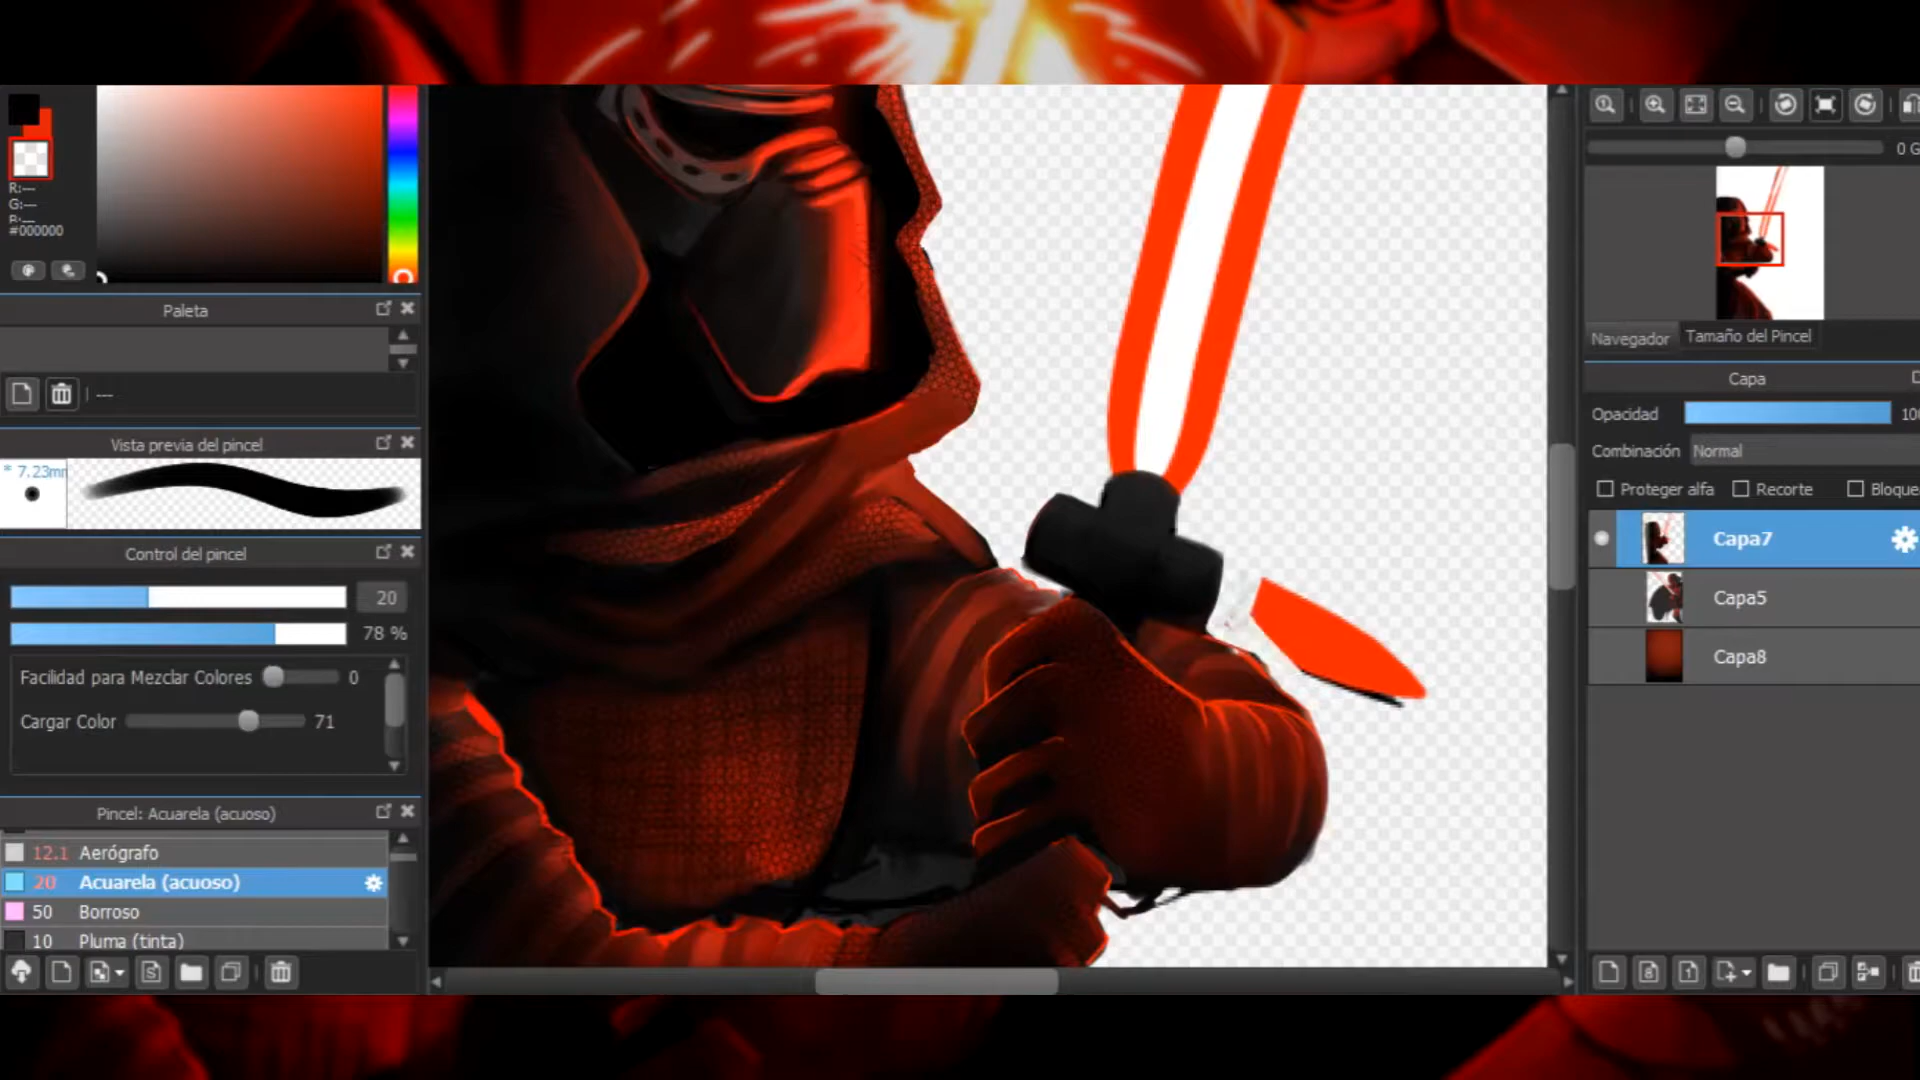 R:---
G:---
B:---
#000000
Paleta
---
Vista previa del pincel
* 7.23mm
Control del pincel
20
78 %
Facilidad para Mezclar Colores 0
Cargar Color 71
Pincel: Acuarela (acuoso)
12.1 Aerógrafo
20 Acuarela (acuoso)
50 Borroso
10 Pluma (tinta)
0 G
Navegador Tamaño del Pincel
Capa
Opacidad 100
Combinación Normal
Proteger alfa Recorte Bloque
Capa7
Capa5
Capa8